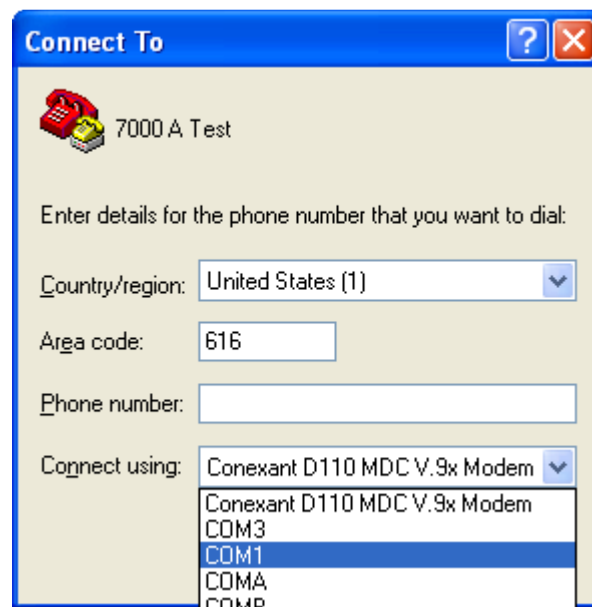 Connect To
7000 A Test
Enter details for the phone number that you want to dial:
Country/region: United States (1)
Area code: 616
Phone number:
Connect using: Conexant D110 MDC V.9x Modem
Conexant D110 MDC V.9x Modem
COM3
COM1
COMA